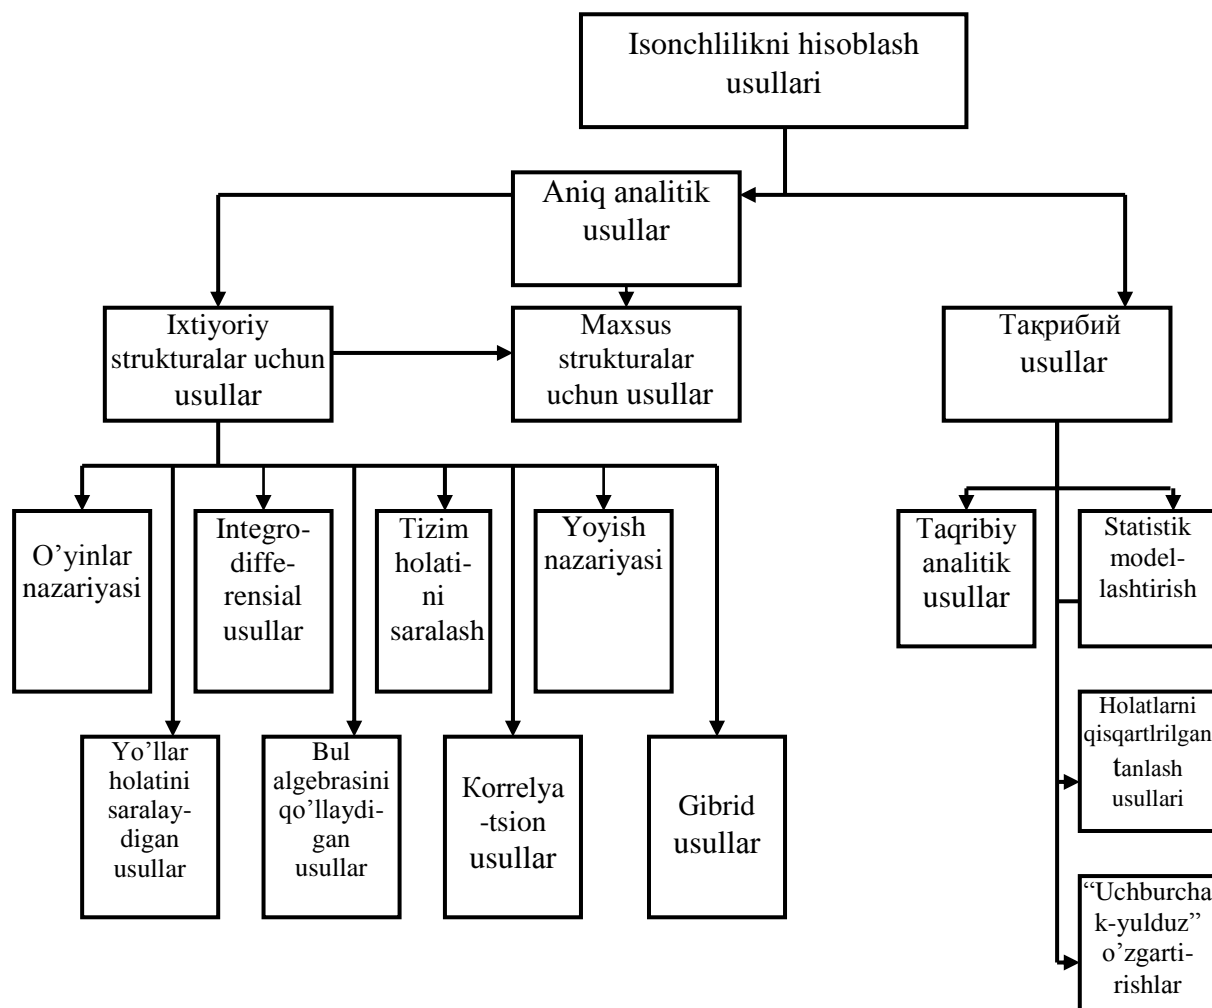 Isonchlilikni hisoblash
usullari
Aniq analitik
usullar
Ixtiyoriy
strukturalar uchun
usullar
Maxsus
strukturalar
uchun usullar
Тақрибий
usullar
O’yinlar
nazariyasi
Integro-
diffe-
rensial
usullar
Tizim
holati-
ni
saralash
Yoyish
nazariyasi
Taqribiy
analitik
usullar
Statistik
model-
lashtirish
Yo’llar
holatini
saralay-
digan
usullar
Bul
algebrasini
qo’llaydi-
gan
usullar
Korrelya
-tsion
usullar
Gibrid
usullar
Holatlarni
qisqartlrilgan
tanlash
usullari
“Uchburcha
k-yulduz”
o’zgarti-
rishlar